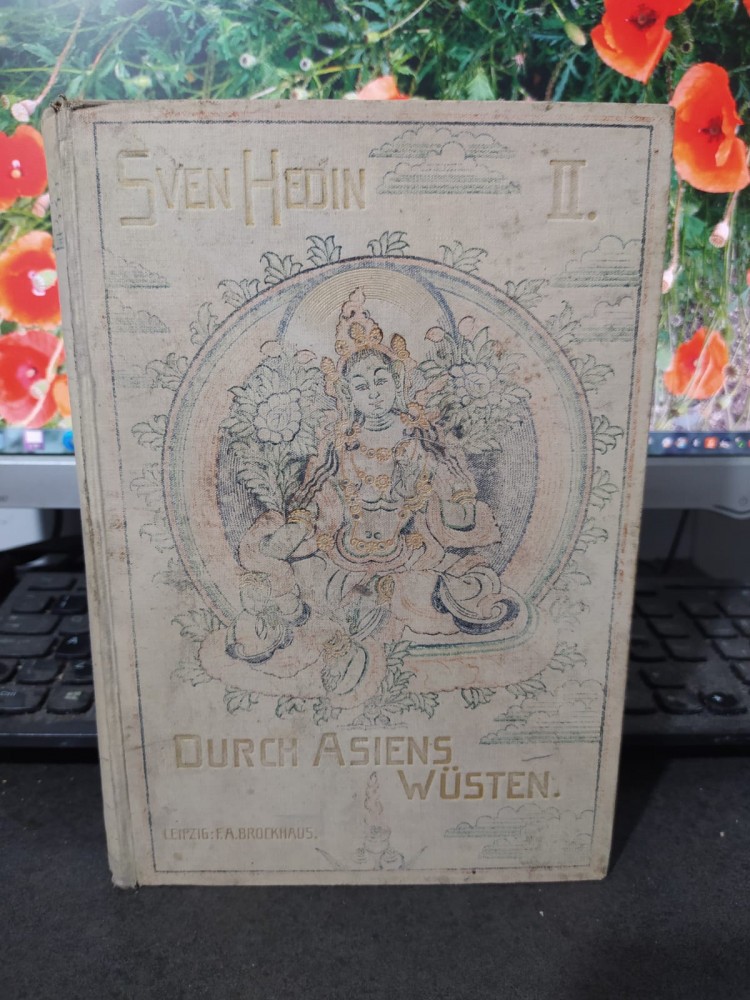 SVEN HEDIN II.
DURCH ASIENS
WÜSTEN.
LEIPZIG: F. A. BROCKHAUS.